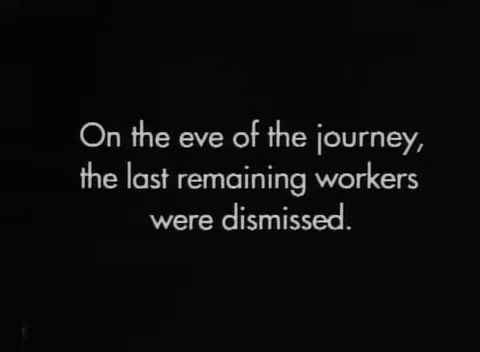 On the eve of the journey,
the last remaining workers
were dismissed.